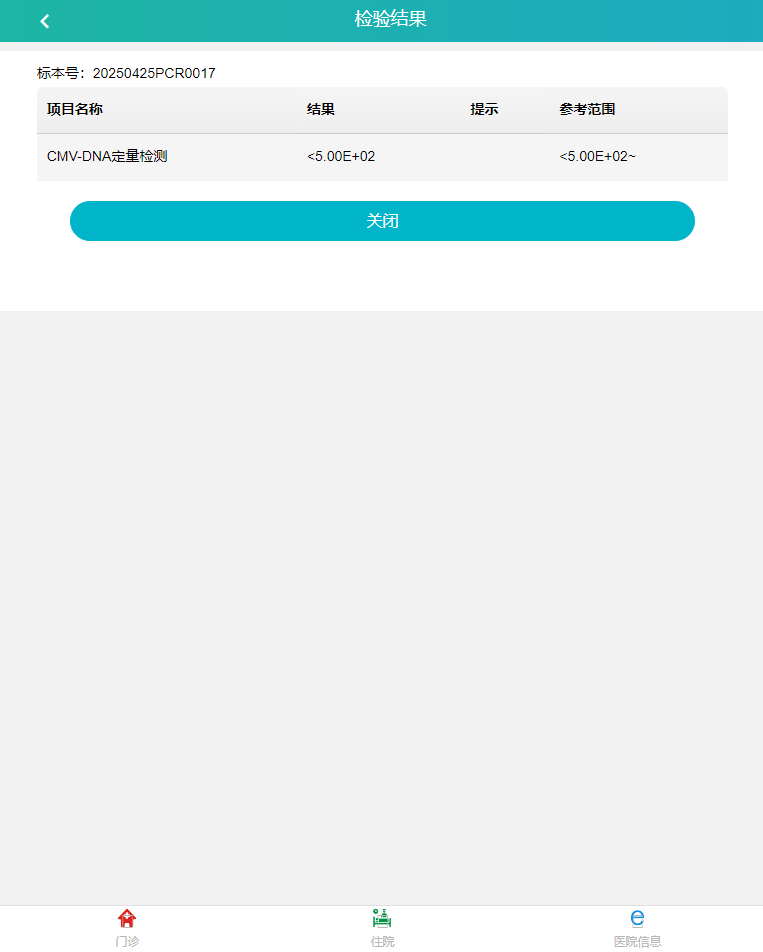 检验结果
标本号：20250425PCR0017
项目名称 结果 提示 参考范围
CMV-DNA定量检测 <5.00E+02 <5.00E+02~
关闭
门诊 住院 医院信息